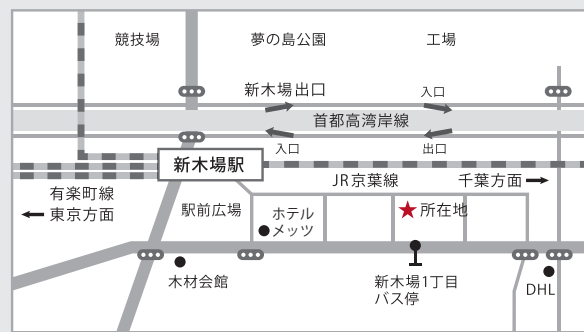 競技場
夢の島公園
工場
新木場出口
入口
首都高湾岸線
入口
出口
新木場駅
JR京葉線
千葉方面
有楽町線
東京方面
駅前広場
ホテル
メッツ
所在地
木材会館
新木場1丁目
バス停
DHL